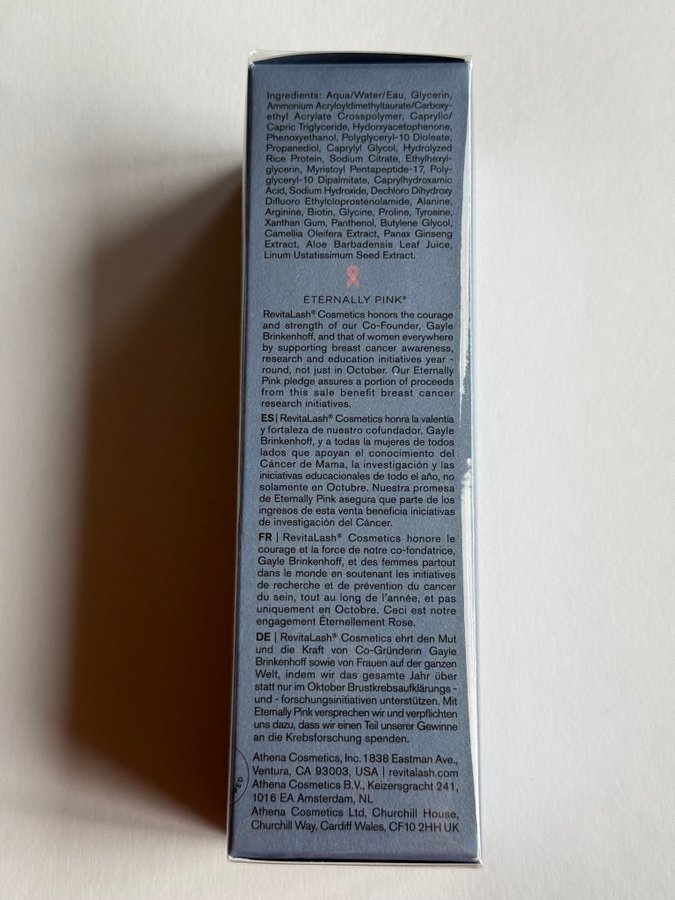 Ingredients: Aqua/Water/Eau, Glycerin,
Ammonium Acryloyldimethyltaurate/Carboxy-
ethyl Acrylate Crosspolymer, Caprylic/
Capric Triglyceride, Hydorxyacetophenone,
Phenoxyethanol, Polyglyceryl-10 Dioleate,
Propanediol, Caprylyl Glycol, Hydrolyzed
Rice Protein, Sodium Citrate, Ethylhexyl-
glycerin, Myristoyl Pentapeptide-17, Poly-
glyceryl-10 Dipalmitate, Caprylhydroxamic
Acid, Sodium Hydroxide, Dechloro Dihydroxy
Difluoro Ethylcloprostenolamide, Alanine,
Arginine, Biotin, Glycine, Proline, Tyrosine,
Xanthan Gum, Panthenol, Butylene Glycol,
Camellia Oleifera Extract, Panax Ginseng
Extract, Aloe Barbadensis Leaf Juice,
Linum Ustatissimum Seed Extract.
ETERNALLY PINK®
RevitaLash® Cosmetics honors the courage
and strength of our Co-Founder, Gayle
Brinkenhoff, and that of women everywhere
by supporting breast cancer awareness,
research and education initiatives year -
round, not just in October. Our Eternally
Pink pledge assures a portion of proceeds
from this sale benefit breast cancer
research initiatives.
ES| RevitaLash® Cosmetics honra la valentía
y fortaleza de nuestro cofundador, Gayle
Brinkenhoff, y a todas la mujeres de todos
lados que apoyan el conocimiento del
Cáncer de Mama, la investigación y las
iniciativas educacionales de todo el año, no
solamente en Octubre. Nuestra promesa
de Eternally Pink asegura que parte de los
ingresos de esta venta beneficia iniciativas
de investigación del Cáncer.
FR | RevitaLash® Cosmetics honore le
courage et la force de notre co-fondatrice,
Gayle Brinkenhoff, et des femmes partout
dans le monde en soutenant les initiatives
de recherche et de prévention du cancer
du sein, tout au long de l'année, et pas
uniquement en Octobre. Ceci est notre
engagement Éternellement Rose.
DE | RevitaLash® Cosmetics ehrt den Mut
und die Kraft von Co-Gründerin Gayle
Brinkenhoff sowie von Frauen auf der ganzen
Welt, indem wir das gesamte Jahr über
statt nur im Oktober Brustkrebsaufklärungs -
und - forschungsinitiativen unterstützen. Mit
Eternally Pink versprechen wir und verpflichten
uns dazu, dass wir einen Teil unserer Gewinne
an die Krebsforschung spenden.
Athena Cosmetics, Inc. 1838 Eastman Ave.,
Ventura, CA 93003, USA | revitalash.com
Athena Cosmetics B.V., Keizersgracht 241,
1016 EA Amsterdam, NL
Athena Cosmetics Ltd, Churchill House,
Churchill Way, Cardiff Wales, CF10 2HH UK